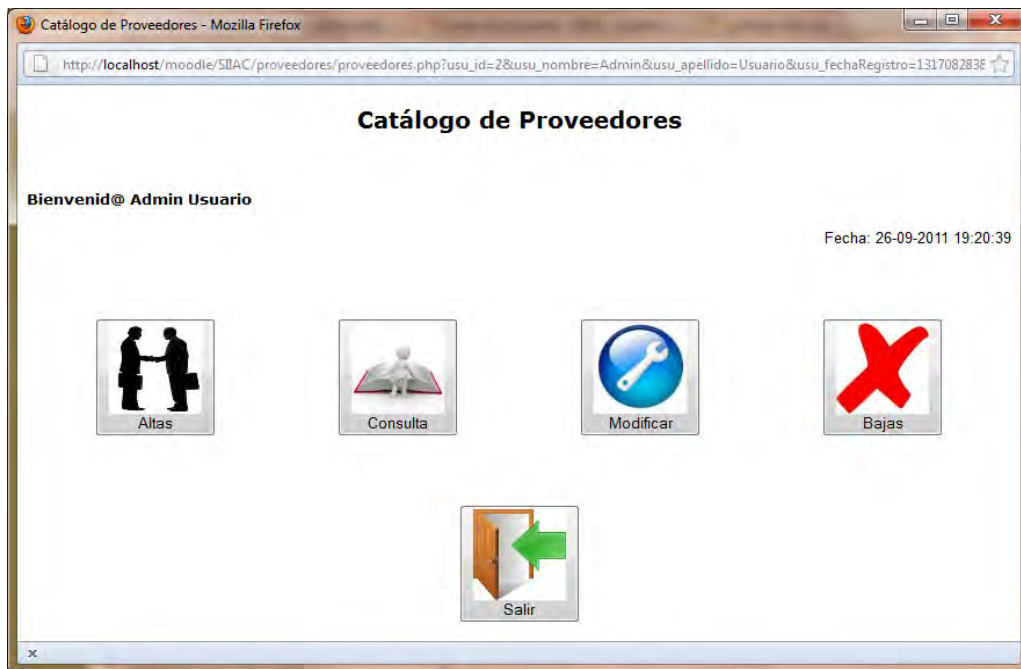 Catálogo de Proveedores - Mozilla Firefox
http://localhost/moodle/SIIAC/proveedores/proveedores.php?usu_id=2&usu_nombre=Admin&usu_apellido=Usuario&usu_fechaRegistro=1317082838
Catálogo de Proveedores
Bienvenid@ Admin Usuario
Fecha: 26-09-2011 19:20:39
Altas Consulta Modificar Bajas
Salir
x